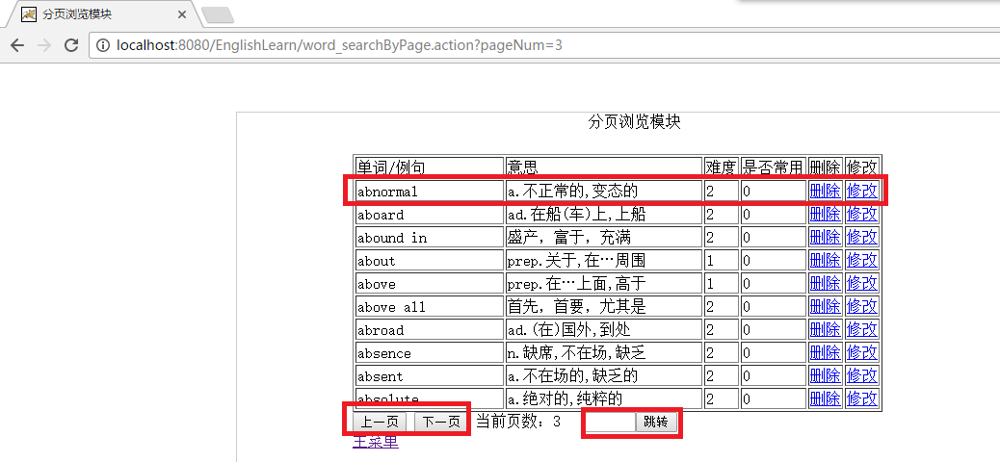 分页浏览模块
localhost:8080/EnglishLearn/word_searchByPage.action?pageNum=3
分页浏览模块
单词/例句 意思 难度 是否常用 删除 修改
abnormal a.不正常的,变态的 2 0 删除 修改
aboard ad.在船(车)上,上船 2 0 删除 修改
abound in 盛产，富于，充满 2 0 删除 修改
about prep.关于,在…周围 1 0 删除 修改
above prep.在…上面,高于 1 0 删除 修改
above all 首先，首要，尤其是 2 0 删除 修改
abroad ad.(在)国外,到处 2 0 删除 修改
absence n.缺席,不在场,缺乏 2 0 删除 修改
absent a.不在场的,缺乏的 2 0 删除 修改
absolute a.绝对的,纯粹的 2 0 删除 修改
上一页 下一页 当前页数：3 跳转
主菜单